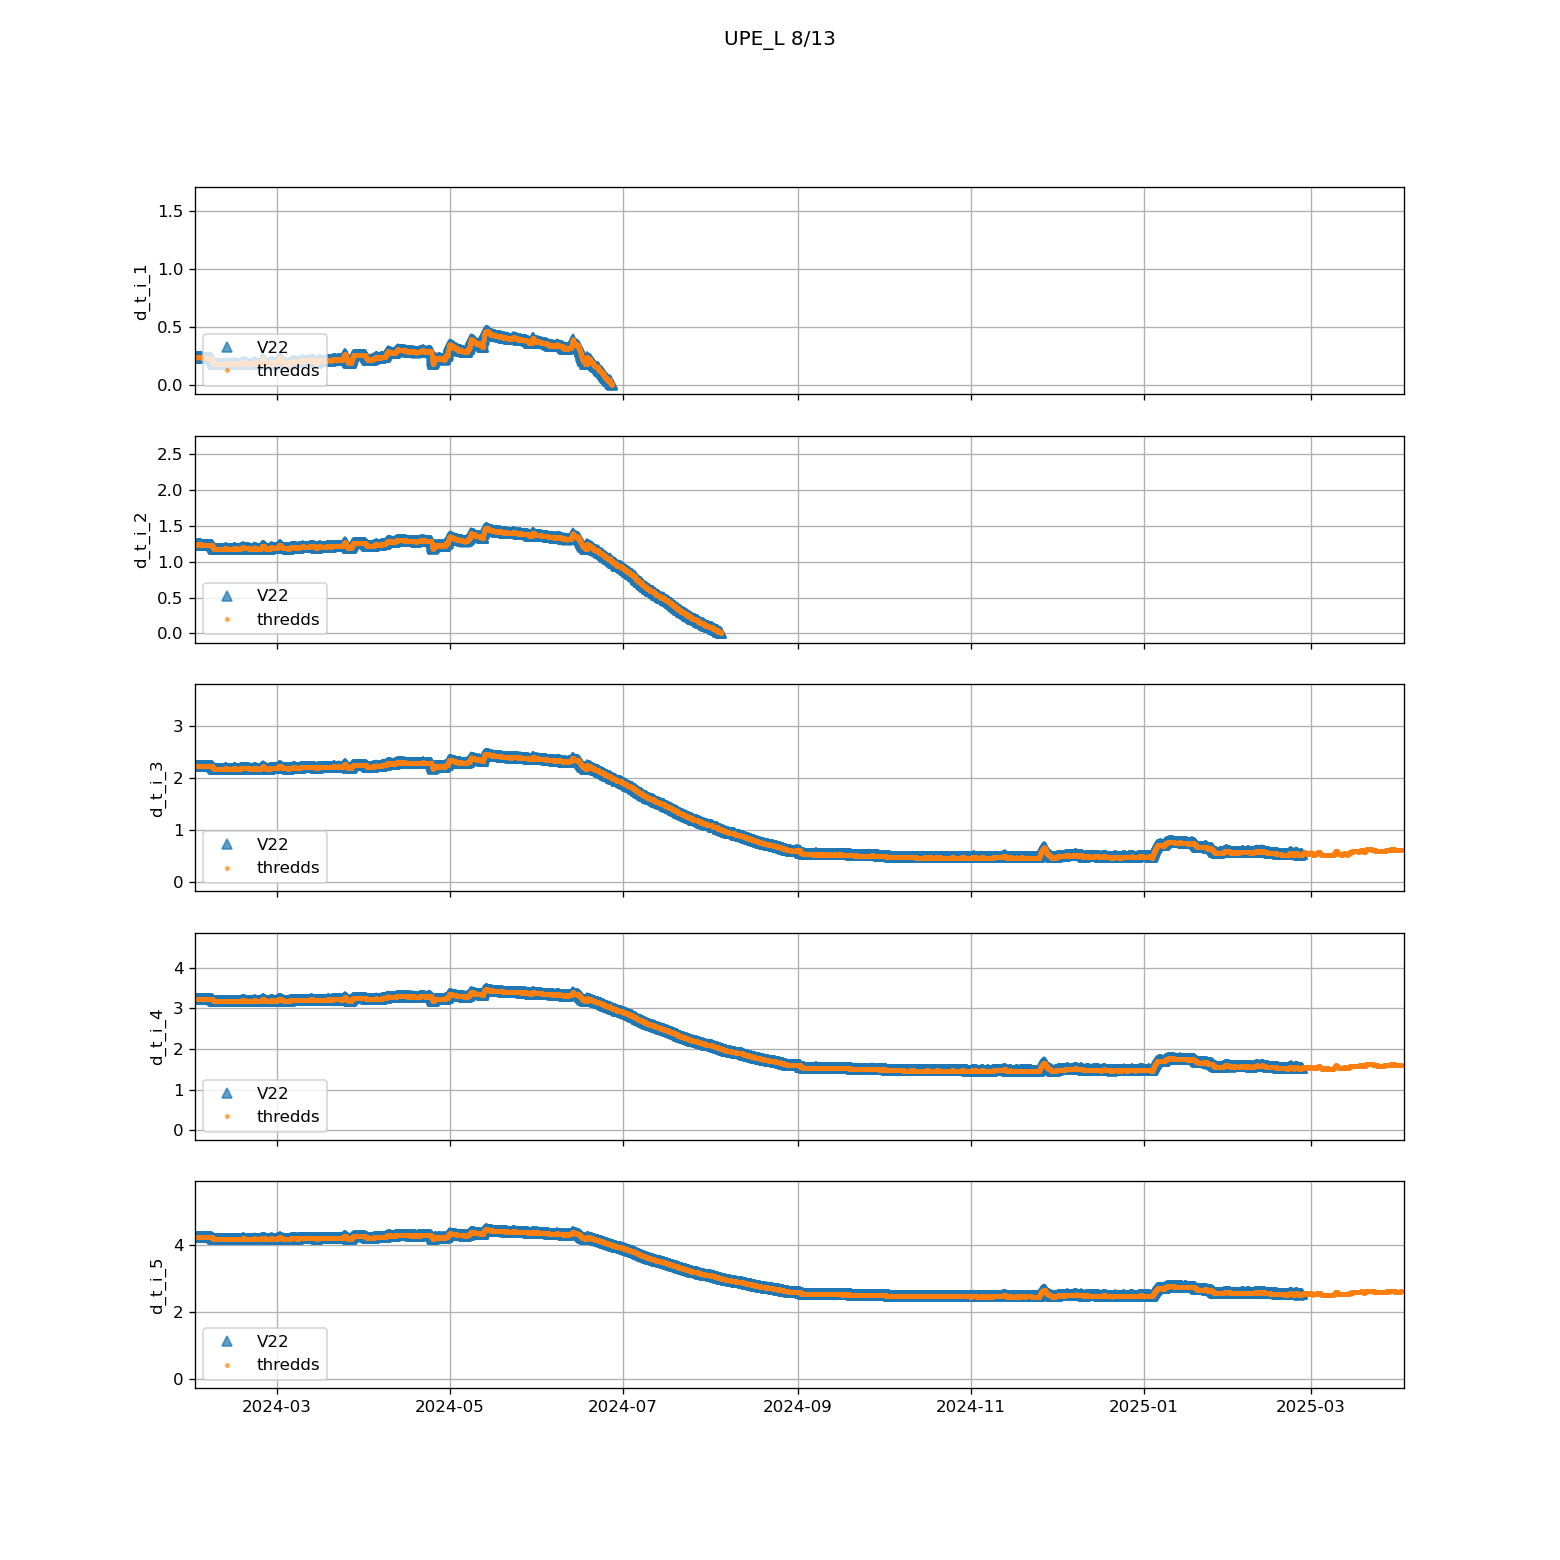 UPE_L 8/13
d_t_i_1
1.5
1.0
0.5
0.0
V22
thredds
d_t_i_2
2.5
2.0
1.5
1.0
0.5
0.0
V22
thredds
d_t_i_3
3
2
1
0
V22
thredds
d_t_i_4
4
3
2
1
0
V22
thredds
d_t_i_5
4
2
0
V22
thredds
2024-03 2024-05 2024-07 2024-09 2024-11 2025-01 2025-03